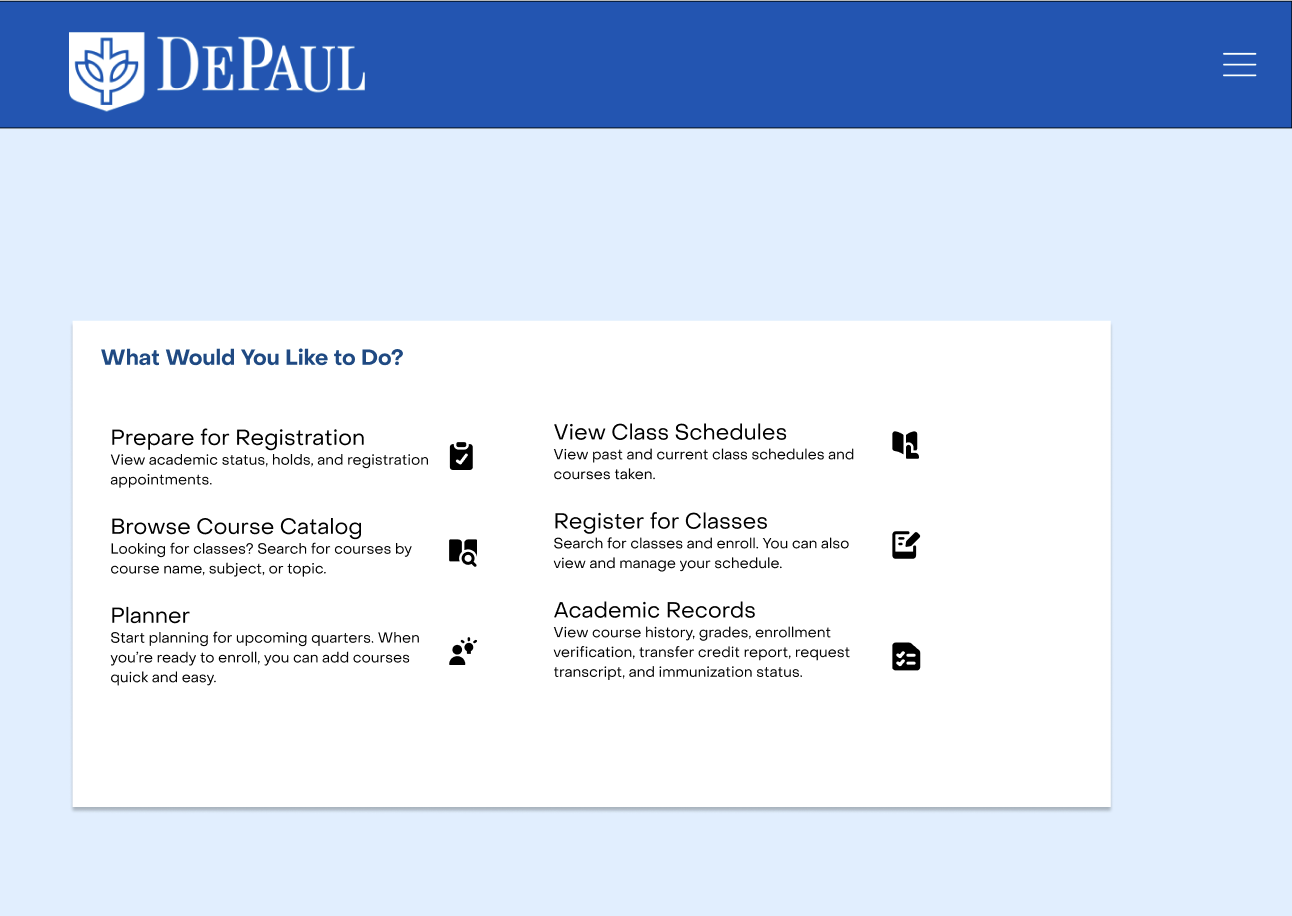 DEPAUL
What Would You Like to Do?
Prepare for Registration
View academic status, holds, and registration
appointments.
Browse Course Catalog
Looking for classes? Search for courses by
course name, subject, or topic.
Planner
Start planning for upcoming quarters. When
you’re ready to enroll, you can add courses
quick and easy.
View Class Schedules
View past and current class schedules and
courses taken.
Register for Classes
Search for classes and enroll. You can also
view and manage your schedule.
Academic Records
View course history, grades, enrollment
verification, transfer credit report, request
transcript, and immunization status.